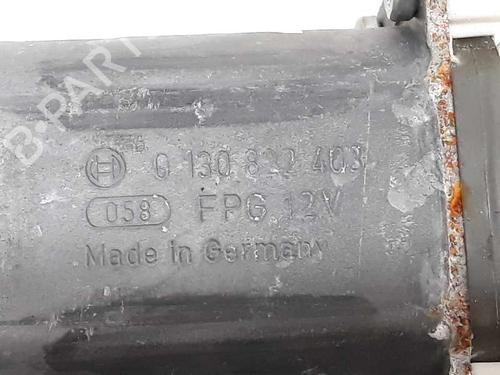 B-PARTS
0 130 822 403
058 FPG 12V
Made in Germany